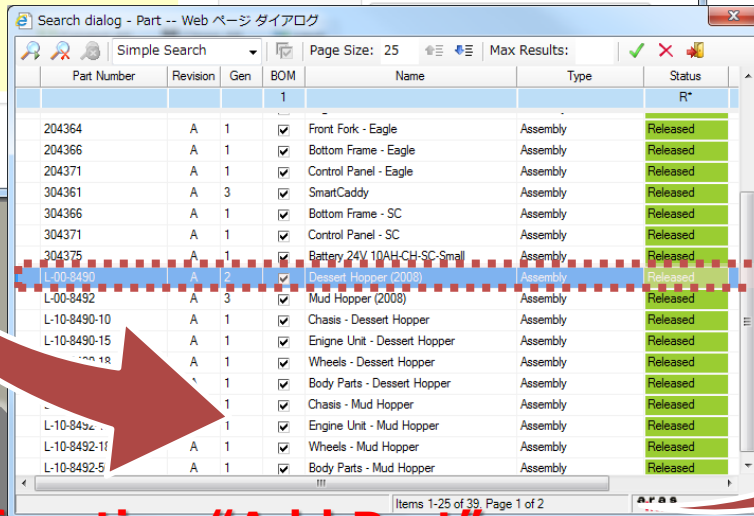 Search dialog - Part -- Web ページ ダイアログ
Simple Search Page Size: 25 Max Results:
Part Number Revision Gen BOM Name Type Status
1 R*
204364 A 1 Front Fork - Eagle Assembly Released
204366 A 1 Bottom Frame - Eagle Assembly Released
204371 A 1 Control Panel - Eagle Assembly Released
304361 A 3 SmartCaddy Assembly Released
304366 A 1 Bottom Frame - SC Assembly Released
304371 A 1 Control Panel - SC Assembly Released
304375 A 1 Battery 24V 10AH-CH-SC-Small Assembly Released
L-00-8490 A 2 Dessert Hopper (2008) Assembly Released
L-00-8492 A 3 Mud Hopper (2008) Assembly Released
L-10-8490-10 A 1 Chasis - Dessert Hopper Assembly Released
L-10-8490-15 A 1 Enigne Unit - Dessert Hopper Assembly Released
A 1 Wheels - Dessert Hopper Assembly Released
1 Body Parts - Dessert Hopper Assembly Released
1 Chasis - Mud Hopper Assembly Released
1 Engine Unit - Mud Hopper Assembly Released
L-10-8492-18 A 1 Wheels - Mud Hopper Assembly Released
A 1 Body Parts - Mud Hopper Assembly Released
Items 1-25 of 39. Page 1 of 2 aras